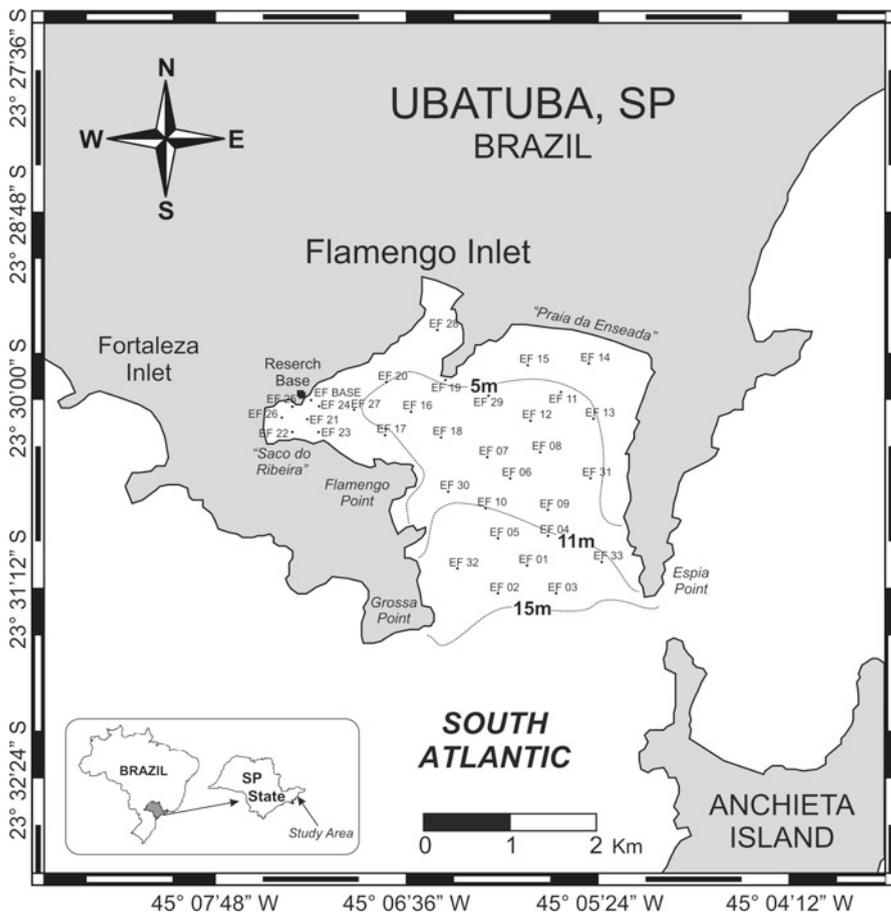 UBATUBA, SP
BRAZIL
N
W
E
S
Flamengo Inlet
"Praia da Enseada"
Fortaleza
Inlet
Reserch
Base
EF 28
EF 15
EF 14
EF 20
EF 19
5m
EF BASE
EF 25
EF 24
EF 27
EF 16
EF 29
EF 11
EF 26
EF 21
EF 12
EF 13
EF 22
EF 23
EF 17
EF 18
"Saco do
Ribeira"
EF 07
EF 08
Flamengo
Point
EF 06
EF 31
EF 30
EF 10
EF 09
EF 05
EF 04
11m
EF 32
EF 01
EF 33
Espia
Point
EF 02
EF 03
Grossa
Point
15m
SOUTH
ATLANTIC
BRAZIL
SP
State
Study Area
0 1 2 Km
ANCHIETA
ISLAND
23° 27'36” S
23° 28'48” S
23° 30'00” S
23° 31'12” S
23° 32'24” S
45° 07'48” W
45° 06'36” W
45° 05'24” W
45° 04'12” W